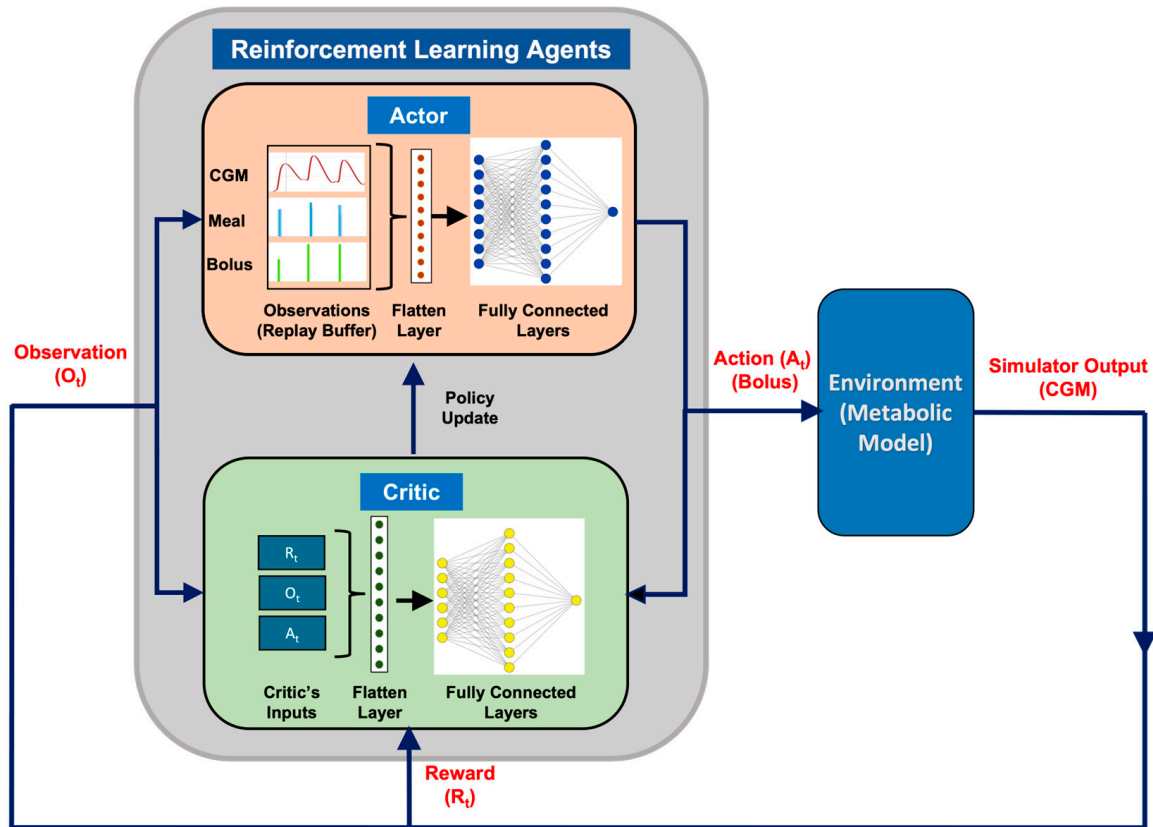 Reinforcement Learning Agents
Actor
CGM
Meal
Bolus
Observations
(Replay Buffer)
Flatten
Layer
Fully Connected
Layers
Observation
(Oₜ)
Policy
Update
Action (Aₜ)
(Bolus)
Environment
(Metabolic
Model)
Simulator Output
(CGM)
Critic
Rₜ
Oₜ
Aₜ
Critic's
Inputs
Flatten
Layer
Fully Connected
Layers
Reward
(Rₜ)